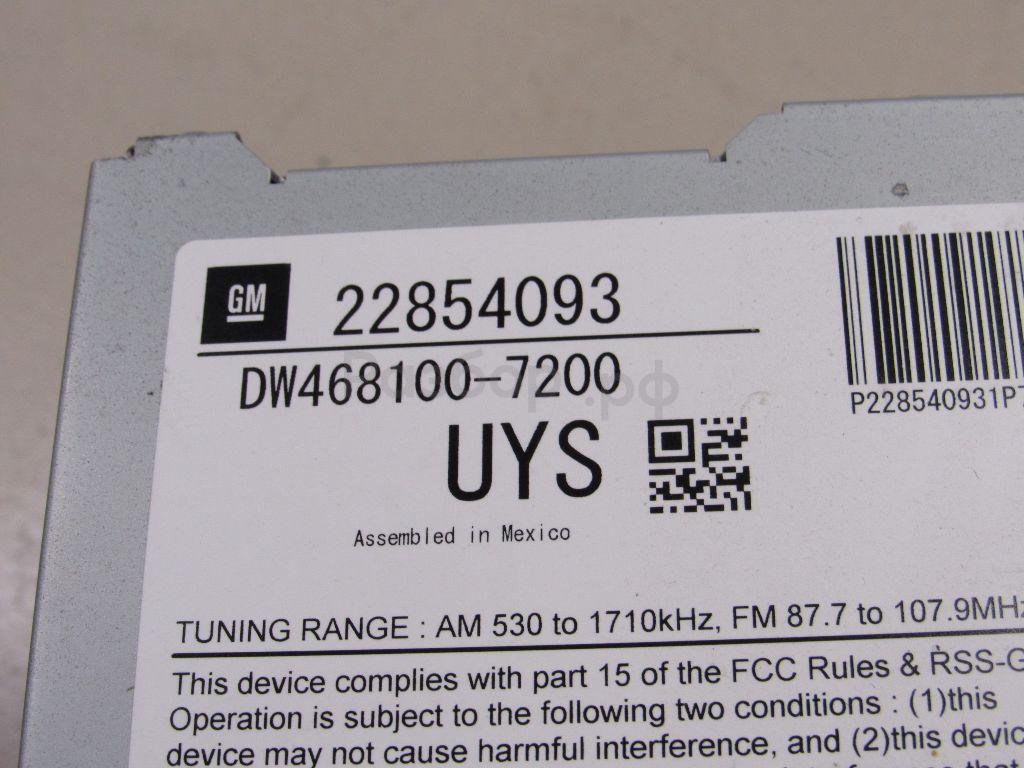 GM 22854093
DW468100-7200
Разбор.рф
UYS
P228540931P7
Assembled in Mexico
TUNING RANGE : AM 530 to 1710kHz, FM 87.7 to 107.9MHz
This device complies with part 15 of the FCC Rules & RSS-G
Operation is subject to the following two conditions : (1)this
device may not cause harmful interference, and (2)this devic